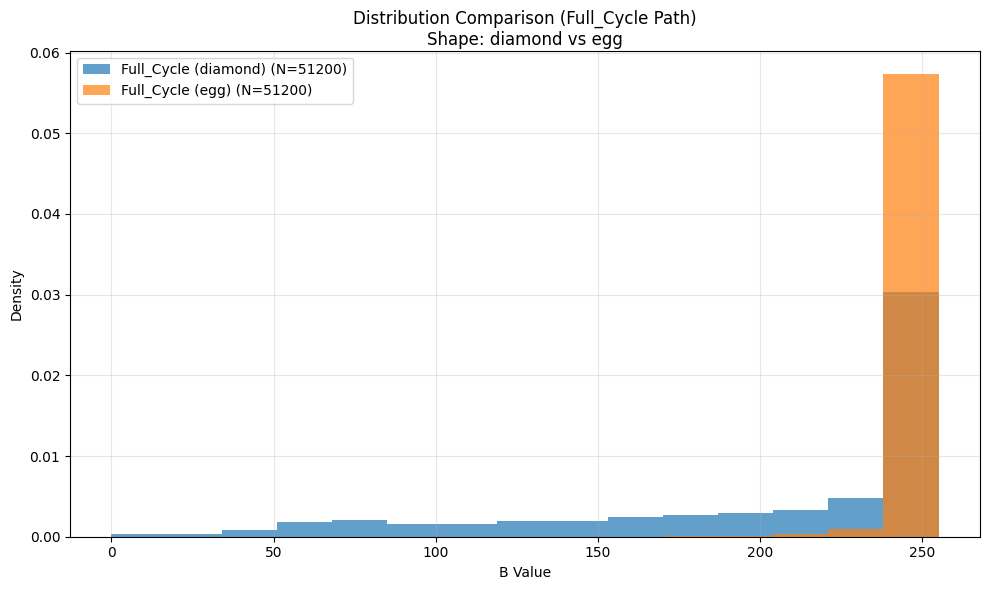 Distribution Comparison (Full_Cycle Path)
Shape: diamond vs egg
Full_Cycle (diamond) (N=51200)
Full_Cycle (egg) (N=51200)
0.06
0.05
0.04
0.03
0.02
0.01
0.00
Density
0 50 100 150 200 250
B Value